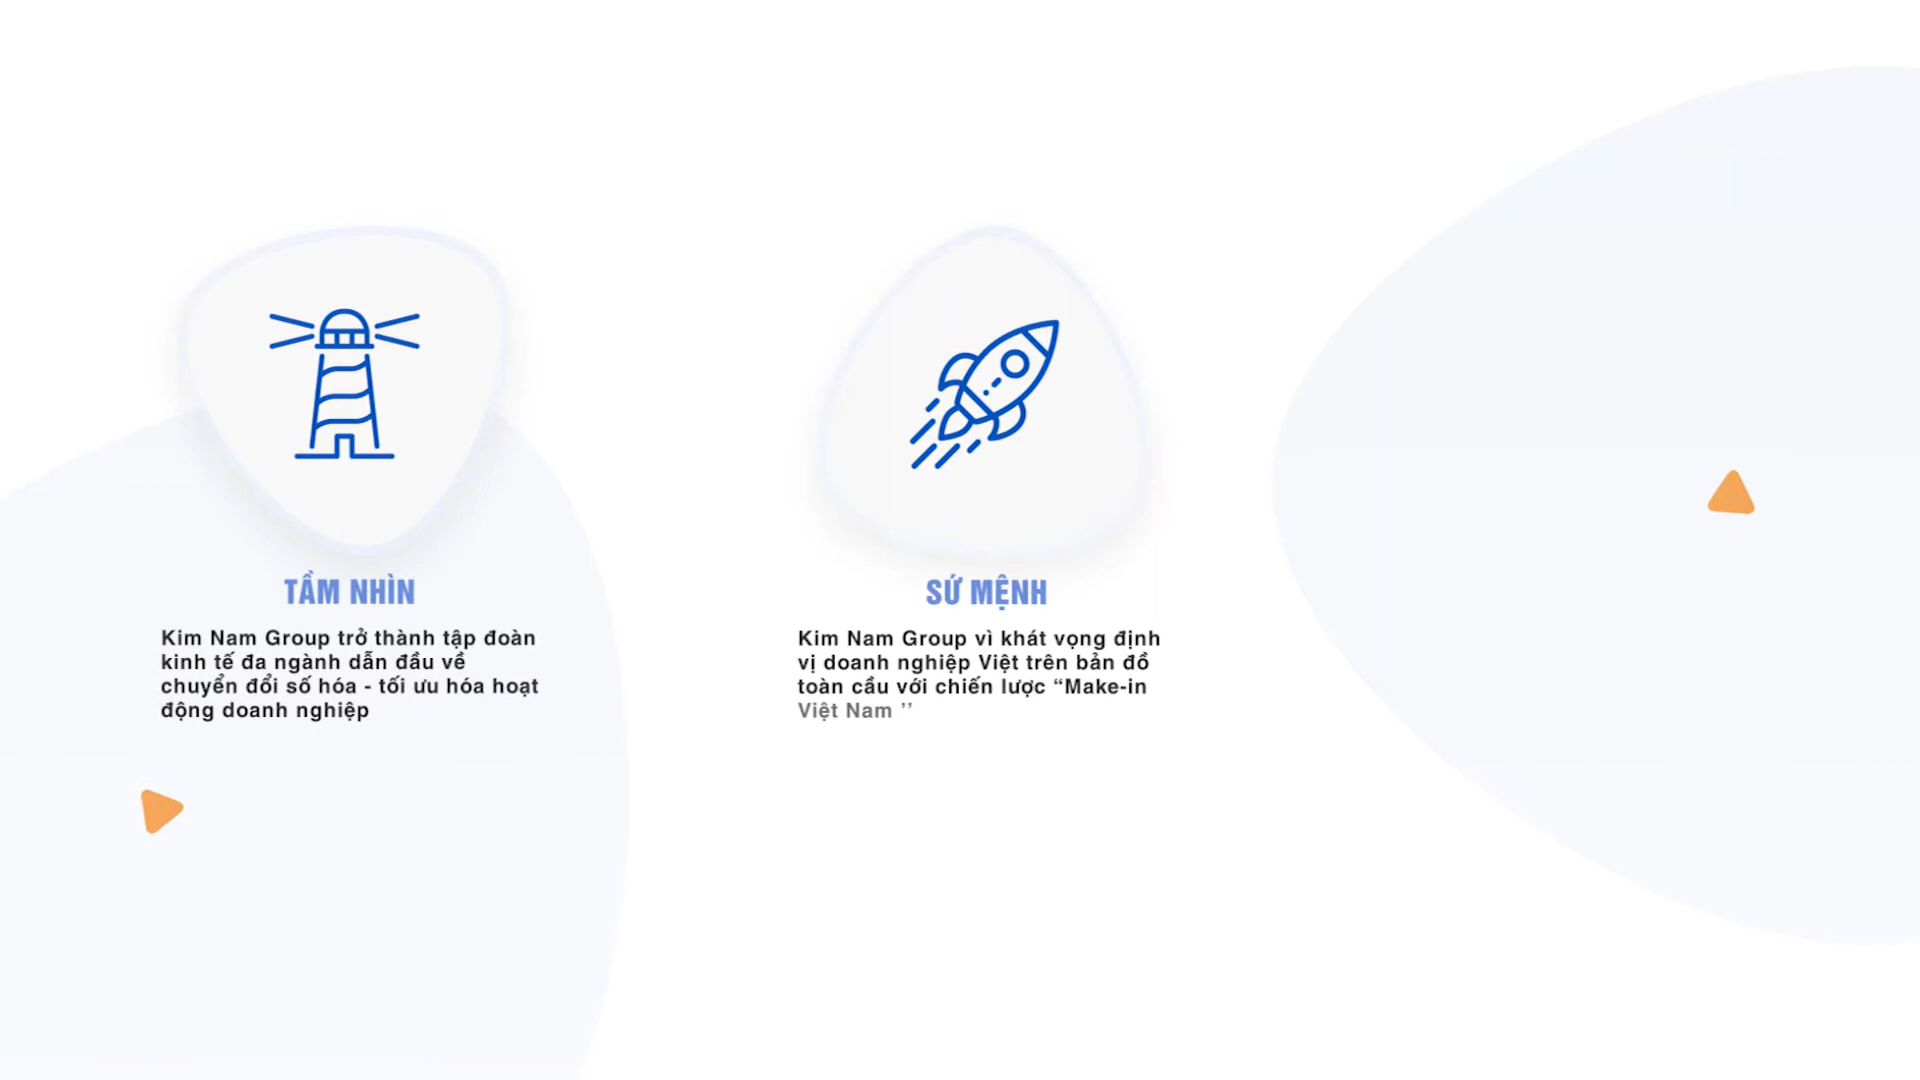 TẦM NHÌN
Kim Nam Group trở thành tập đoàn
kinh tế đa ngành dẫn đầu về
chuyển đổi số hóa - tối ưu hóa hoạt
động doanh nghiệp
SỨ MỆNH
Kim Nam Group vì khát vọng định
vị doanh nghiệp Việt trên bản đồ
toàn cầu với chiến lược “Make-in
Việt Nam ’’